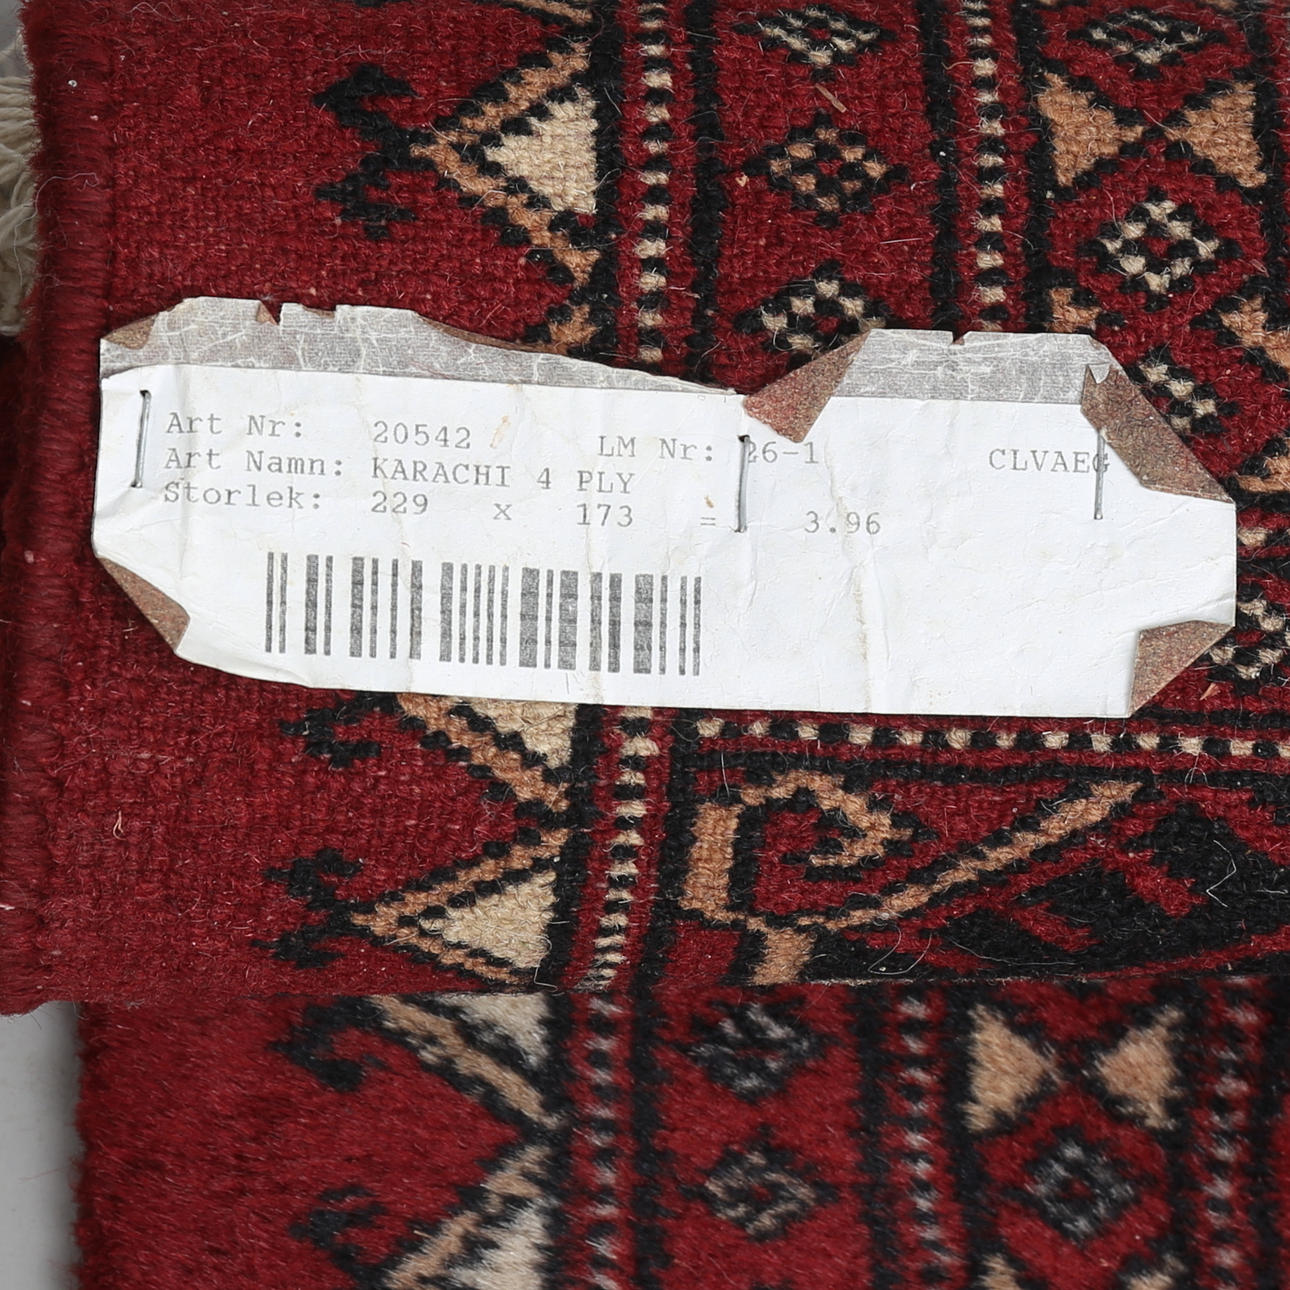 Art Nr: 20542 LM Nr: 26-1 CLVAEG
Art Namn: KARACHI 4 PLY
Storlek: 229 x 173 = 3.96